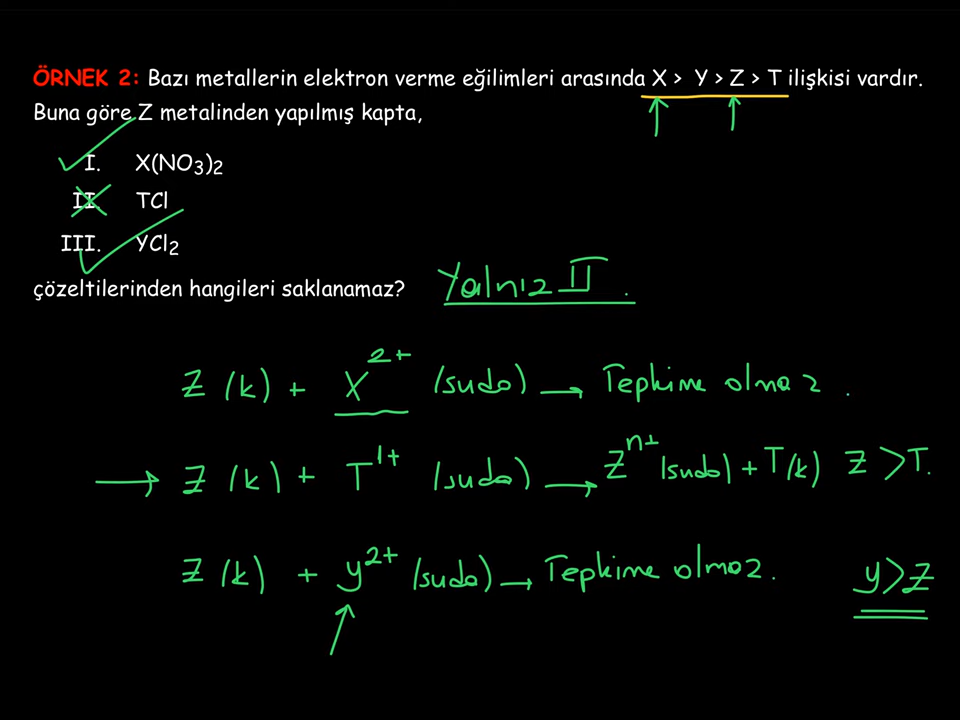 ÖRNEK 2: Bazı metallerin elektron verme eğilimleri arasında X > Y > Z > T ilişkisi vardır.
Buna göre Z metalinden yapılmış kapta,
I. X(NO3)2
II. TCl
III. YCl2
çözeltilerinden hangileri saklanamaz? Yalnız II.
Z (k) + X2+ (suda) → Tepkime olmaz.
→ Z (k) + T1+ (suda) → Zn+ (suda) + T(k) Z > T.
Z (k) + y2+ (suda) → Tepkime olmaz. y > Z